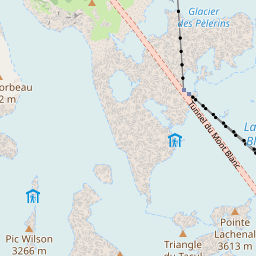 Glacier
des Pèlerins
orbeau
2 m
Tunnel du Mont Blanc
La
Bl
Pic Wilson
3266 m
Pointe
Lachenal
3613 m
Triangle
du Tacul